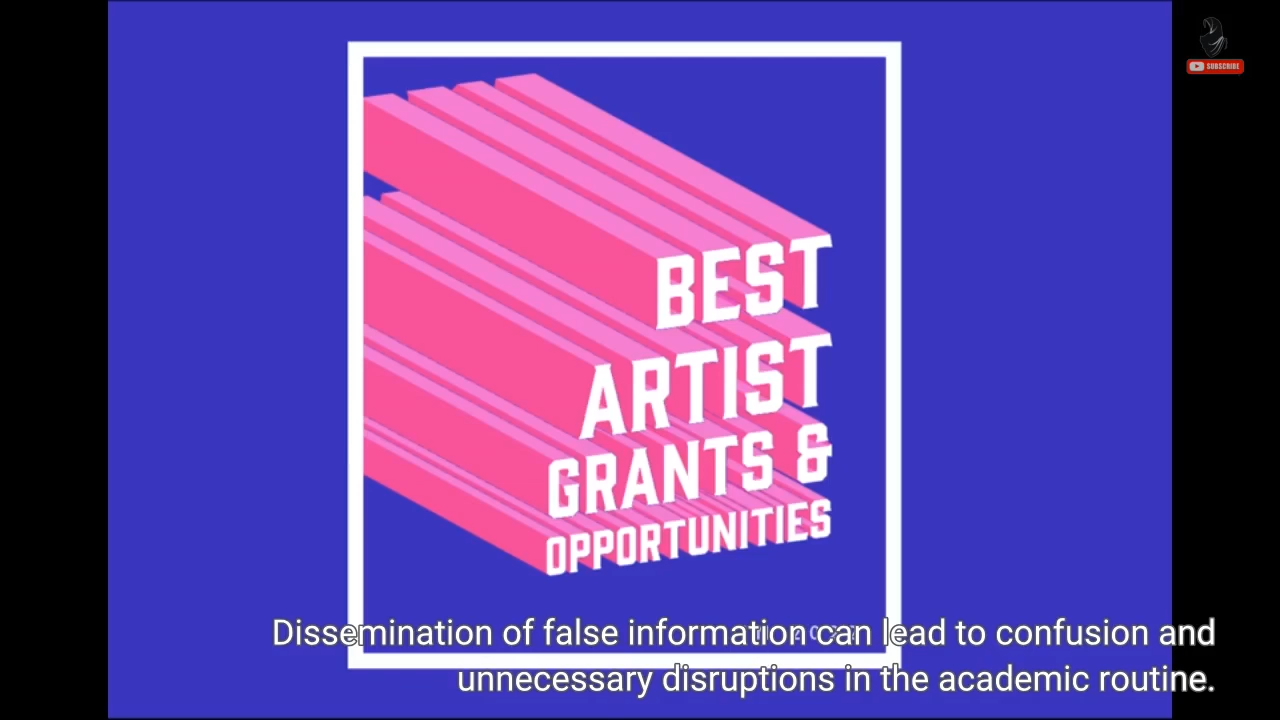 SUBSCRIBE
BEST
ARTIST
GRANTS &
OPPORTUNITIES
Dissemination of false information can lead to confusion and
unnecessary disruptions in the academic routine.